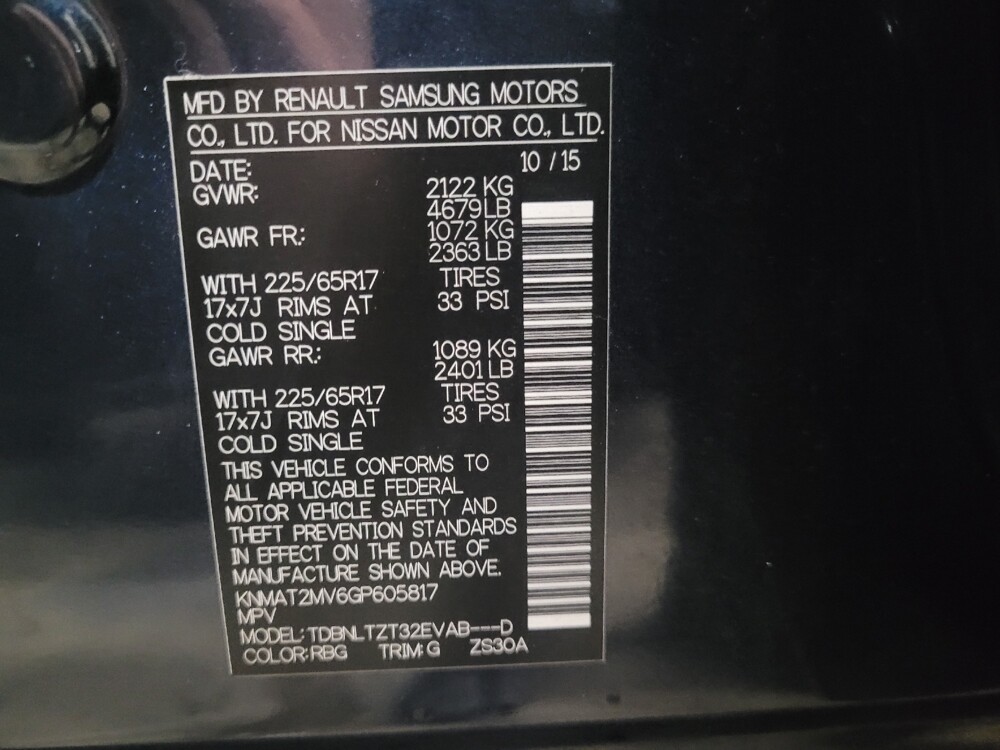 MFD BY RENAULT SAMSUNG MOTORS
CO., LTD. FOR NISSAN MOTOR CO., LTD.
DATE: 10 / 15
GVWR: 2122 KG
4679 LB
GAWR FR.: 1072 KG
2363 LB
WITH 225/65R17 TIRES
17x7J RIMS AT 33 PSI
COLD SINGLE
GAWR RR.: 1089 KG
2401 LB
WITH 225/65R17 TIRES
17x7J RIMS AT 33 PSI
COLD SINGLE
THIS VEHICLE CONFORMS TO
ALL APPLICABLE FEDERAL
MOTOR VEHICLE SAFETY AND
THEFT PREVENTION STANDARDS
IN EFFECT ON THE DATE OF
MANUFACTURE SHOWN ABOVE.
KNMAT2MV6GP605817
MPV
MODEL: TDBNLTZT32EVAB---D
COLOR: RBG TRIM: G ZS30A